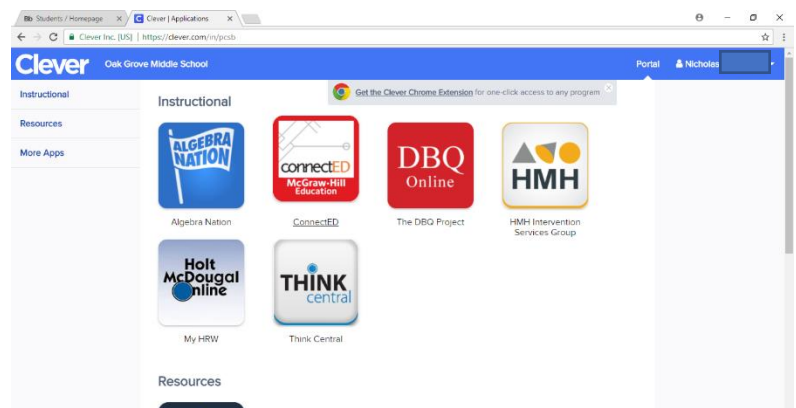 Students / Homepage
Clever | Applications
Clever Inc. [US] | https://clever.com/in/pcsb
Clever
Oak Grove Middle School
Portal
Nicholes
Instructional
Resources
More Apps
Get the Clever Chrome Extension for one-click access to any program
Instructional
ALGEBRA
NATION
Algebra Nation
connectED
McGraw-Hill
Education
ConnectED
DBQ
Online
The DBQ Project
HMH
HMH Intervention
Services Group
Holt
McDougal
Online
My HRW
THINK
central
Think Central
Resources